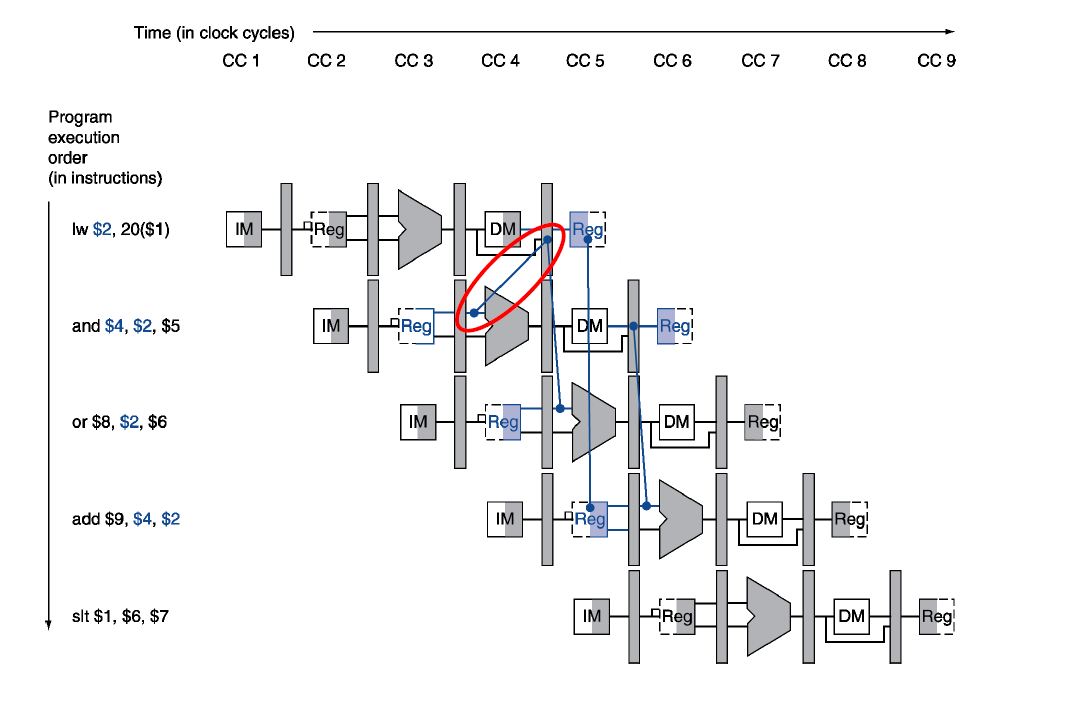 Time (in clock cycles)
CC 1 CC 2 CC 3 CC 4 CC 5 CC 6 CC 7 CC 8 CC 9
Program
execution
order
(in instructions)
lw $2, 20($1) IM Reg DM Reg
and $4, $2, $5 IM Reg DM Reg
or $8, $2, $6 IM Reg DM Reg
add $9, $4, $2 IM Reg DM Reg
slt $1, $6, $7 IM Reg DM Reg